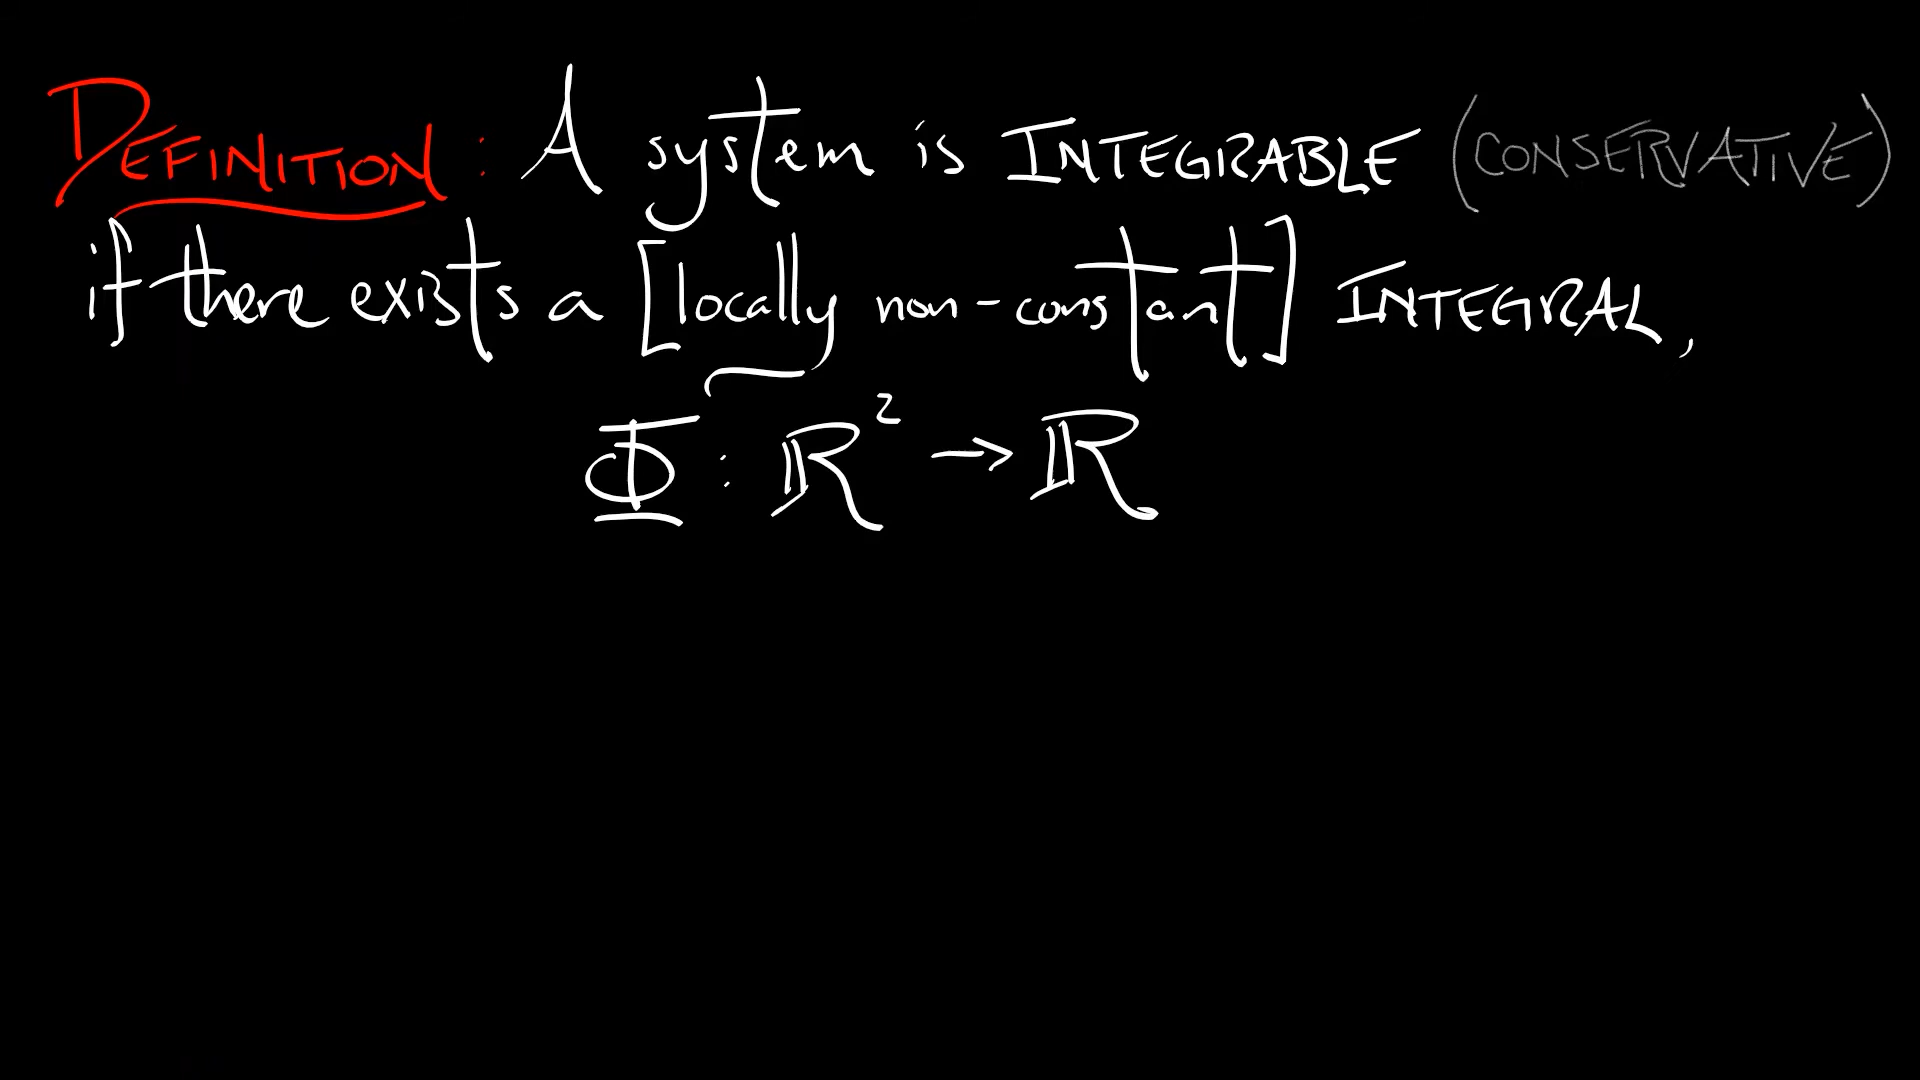 DEFINITION: A system is INTEGRABLE (CONSERVATIVE)
if there exists a [locally non-constant] INTEGRAL,
Φ: ℝ² → ℝ